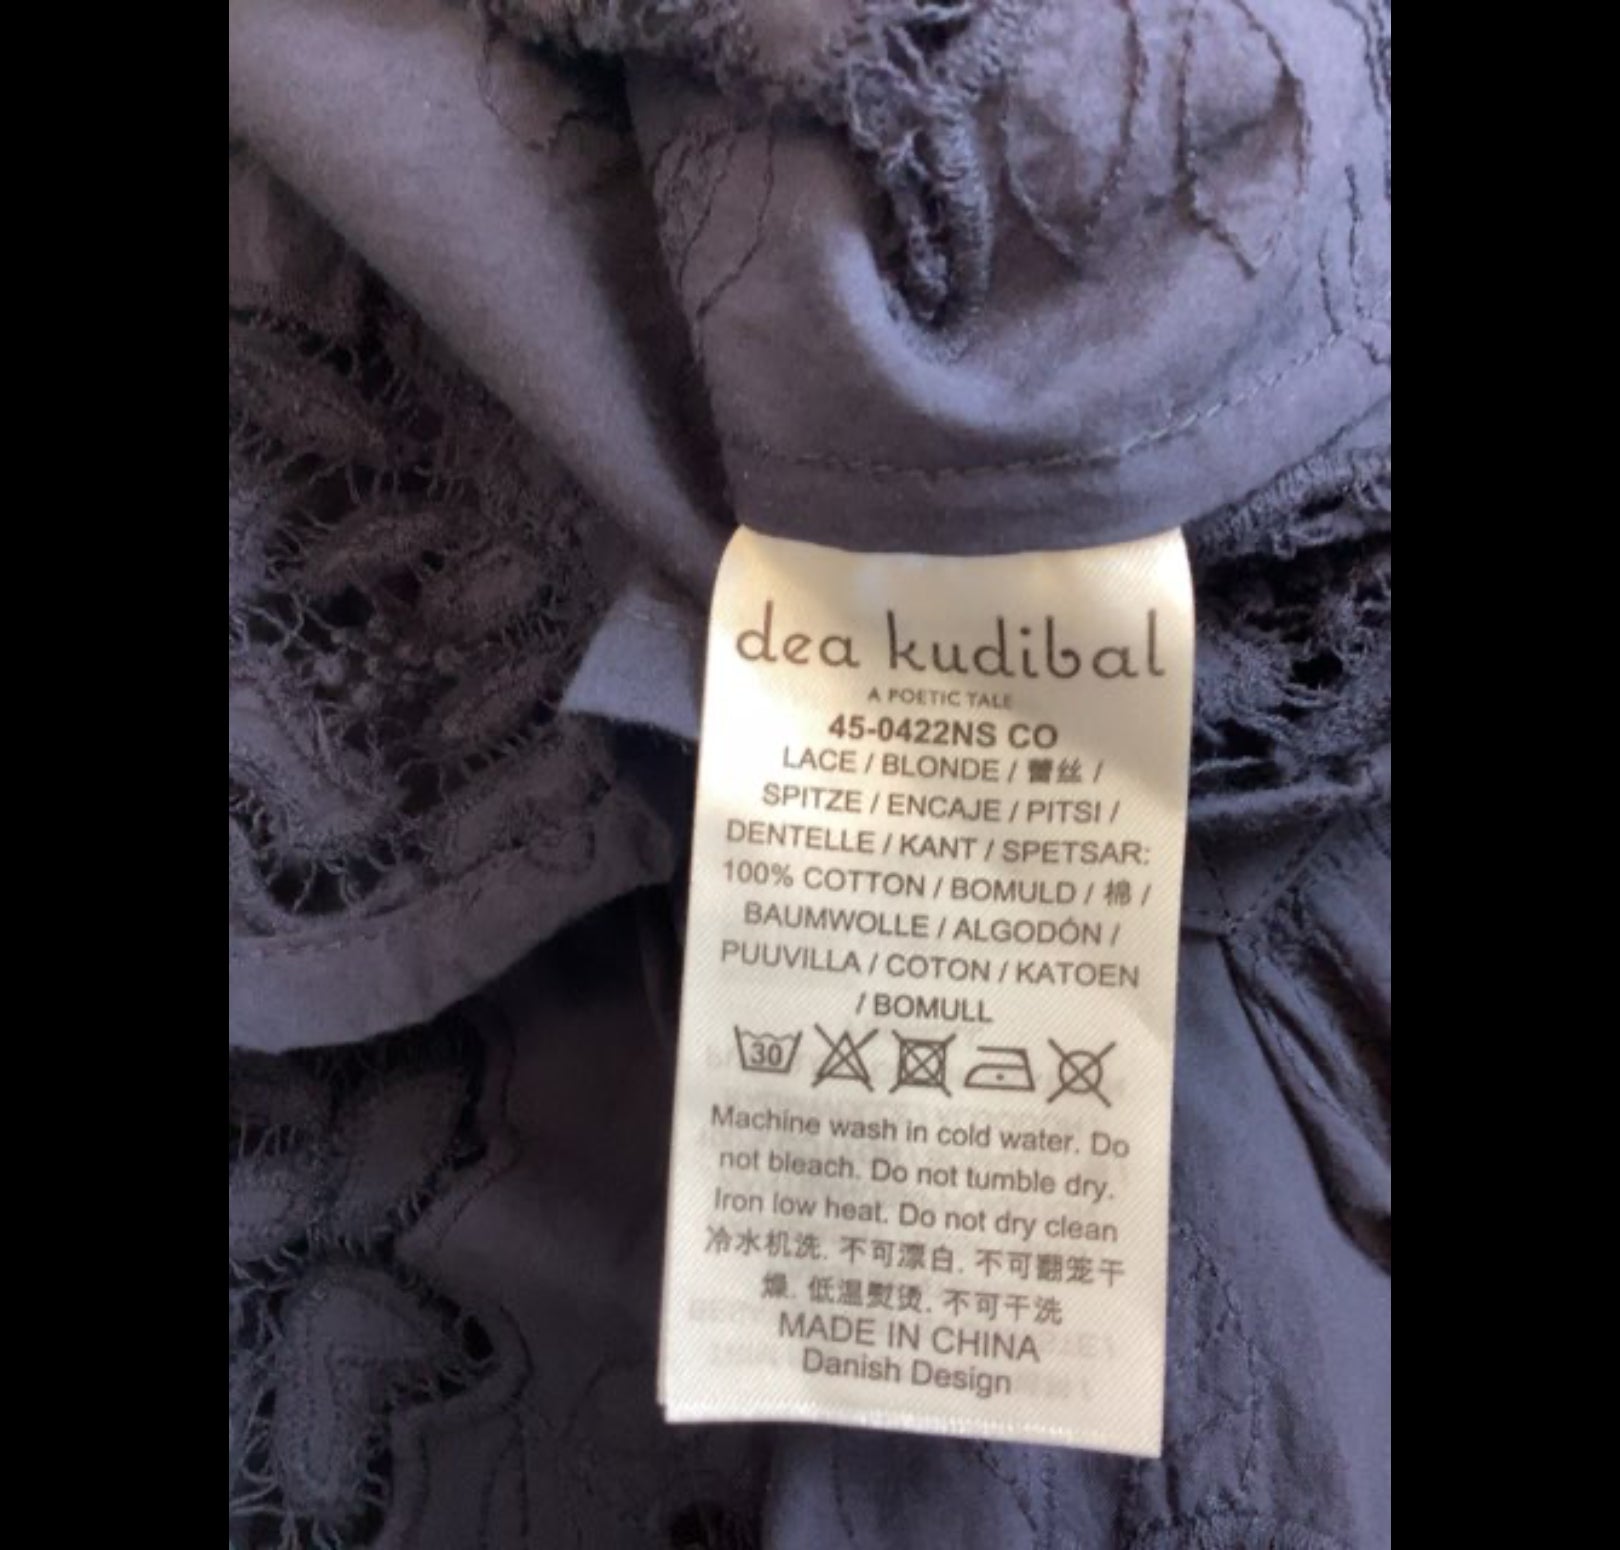 dea kudibal
A POETIC TALE
45-0422NS CO
LACE / BLONDE / 蕾丝 /
SPITZE / ENCAJE / PITSI /
DENTELLE / KANT / SPETSAR:
100% COTTON / BOMULD / 棉 /
BAUMWOLLE / ALGODÓN /
PUUVILLA / COTON / KATOEN
/ BOMULL
30
Machine wash in cold water. Do
not bleach. Do not tumble dry.
Iron low heat. Do not dry clean
冷水机洗. 不可漂白. 不可翻笼干
燥. 低温熨烫. 不可干洗
MADE IN CHINA
Danish Design